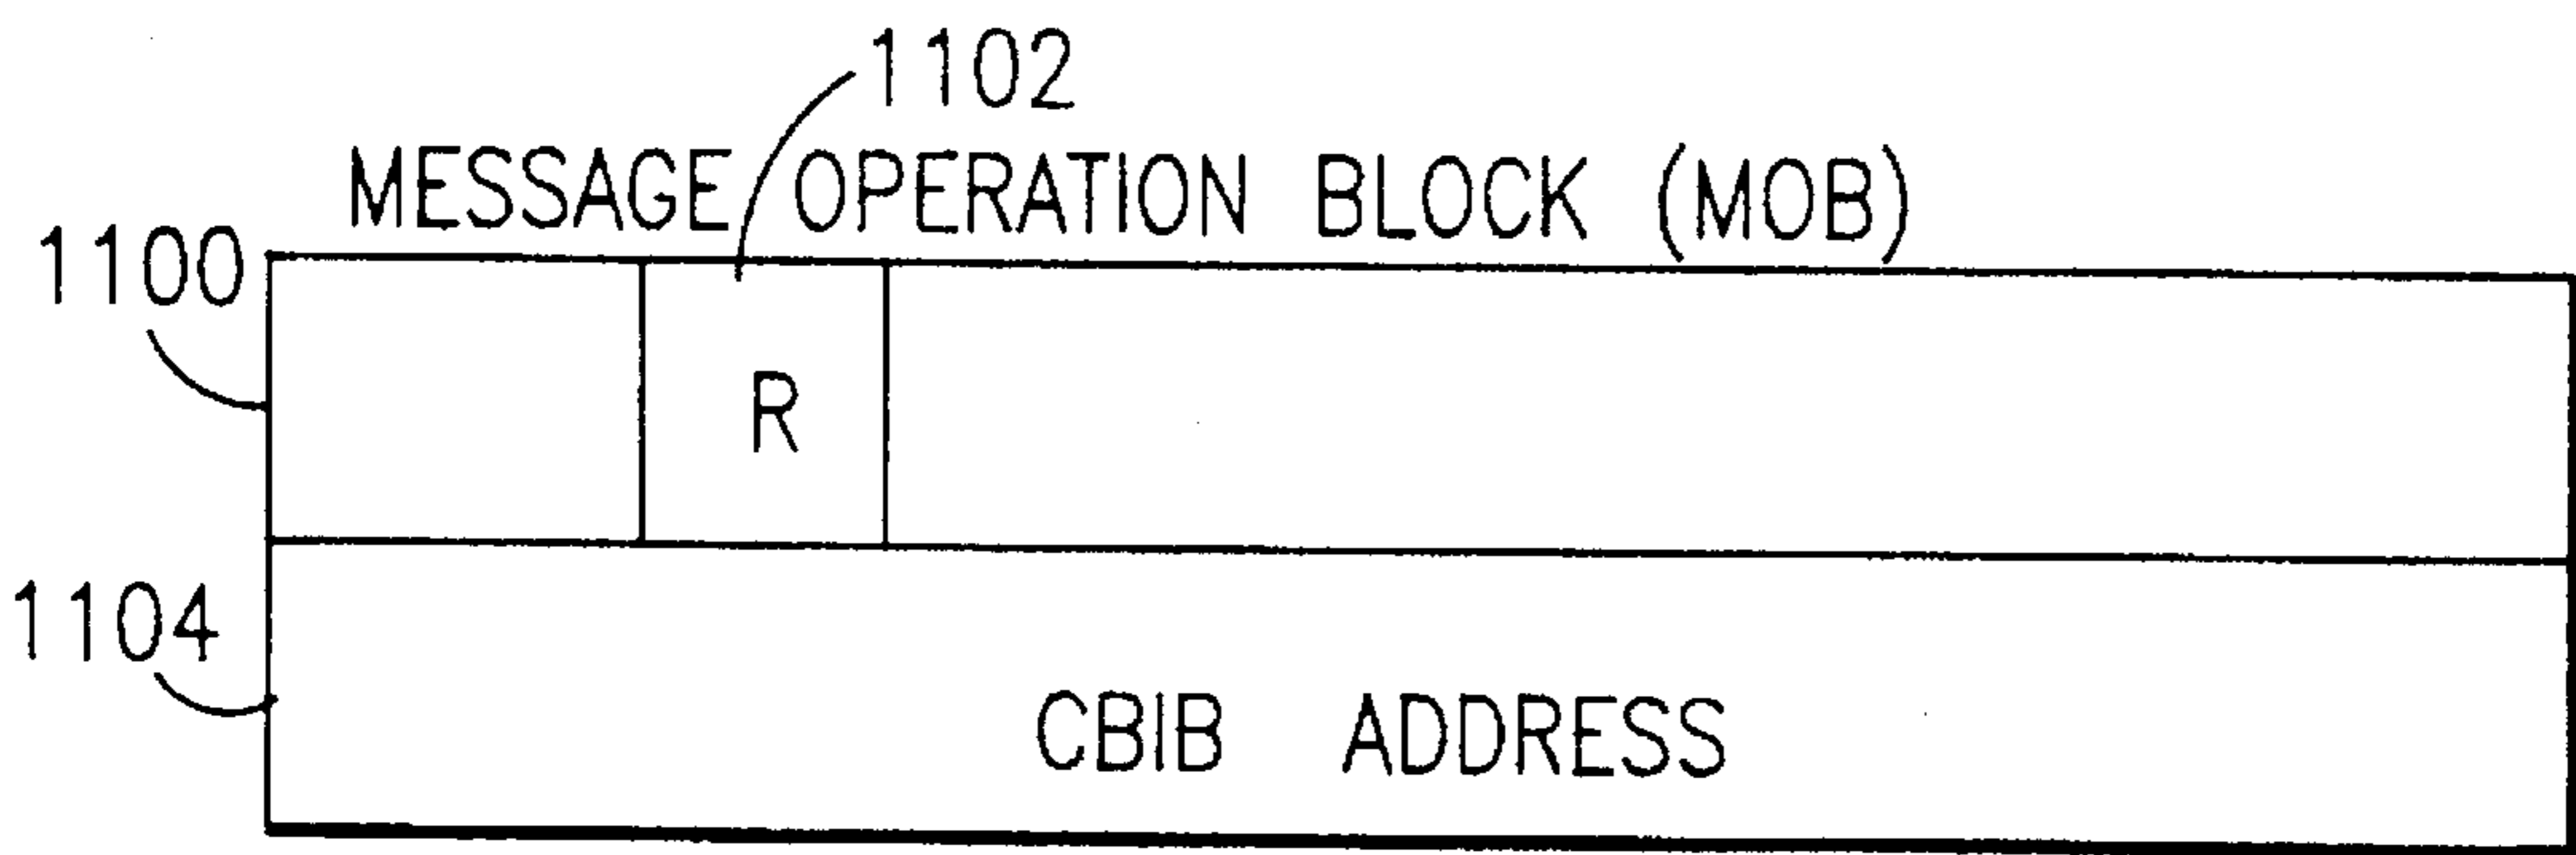 1102
MESSAGE OPERATION BLOCK (MOB)
1100
R
1104
CBIB ADDRESS